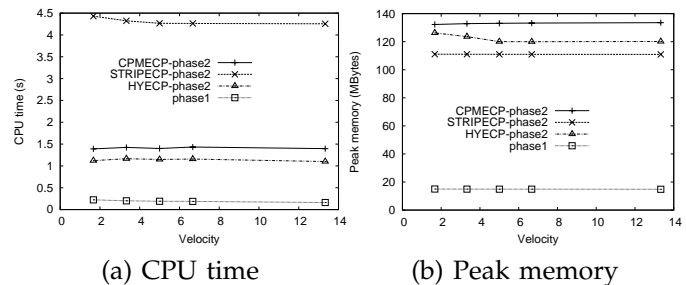 4.5
4
3.5
3
2.5
2
1.5
1
0.5
0
CPU time (s)
CPMECP-phase2
STRIPECP-phase2
HYECP-phase2
phase1
0 2 4 6 8 10 12 14
Velocity
(a) CPU time
140
120
100
80
60
40
20
0
Peak memory (MBytes)
CPMECP-phase2
STRIPECP-phase2
HYECP-phase2
phase1
0 2 4 6 8 10 12 14
Velocity
(b) Peak memory